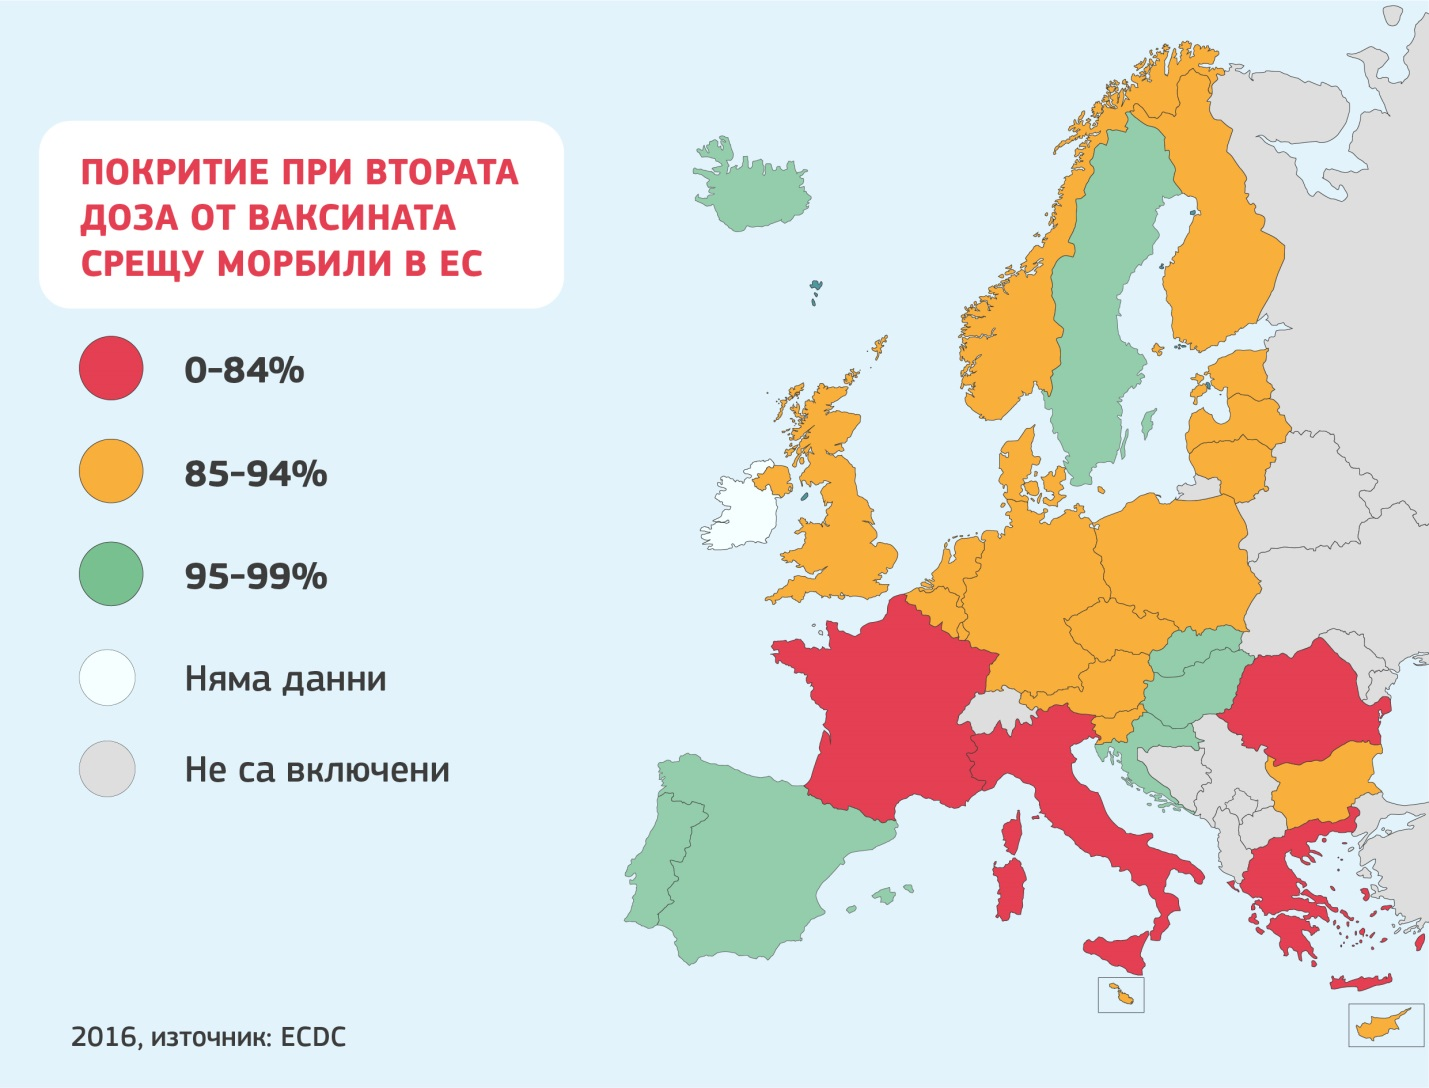 ПОКРИТИЕ ПРИ ВТОРАТА
ДОЗА ОТ ВАКСИНАТА
СРЕЩУ МОРБИЛИ В ЕС
0-84%
85-94%
95-99%
Няма данни
Не са включени
2016, източник: ECDC